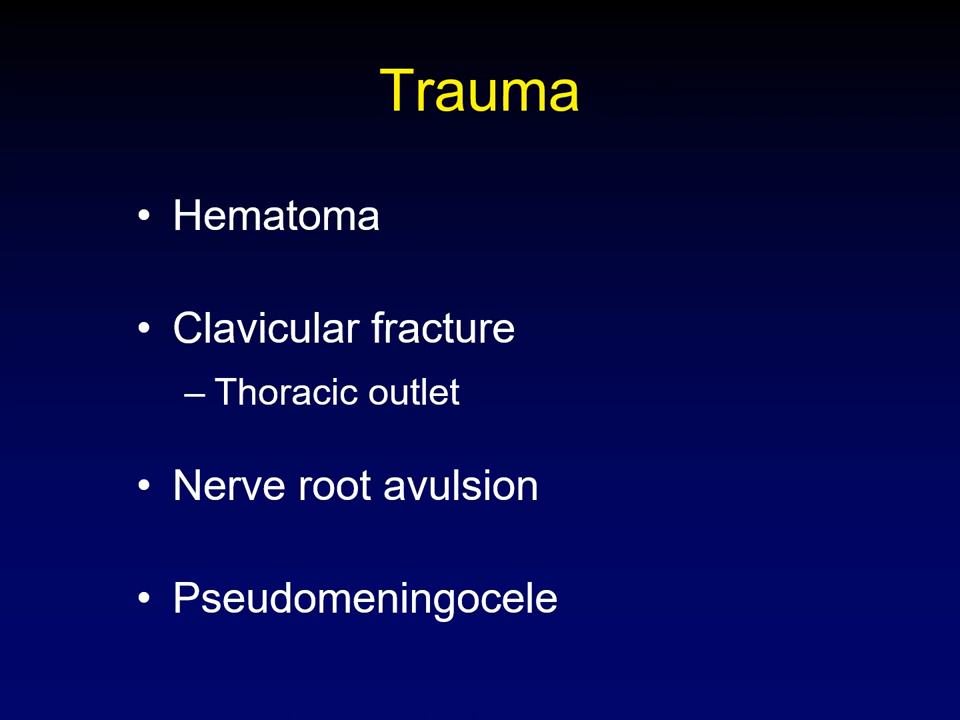 Trauma
• Hematoma
• Clavicular fracture
– Thoracic outlet
• Nerve root avulsion
• Pseudomeningocele